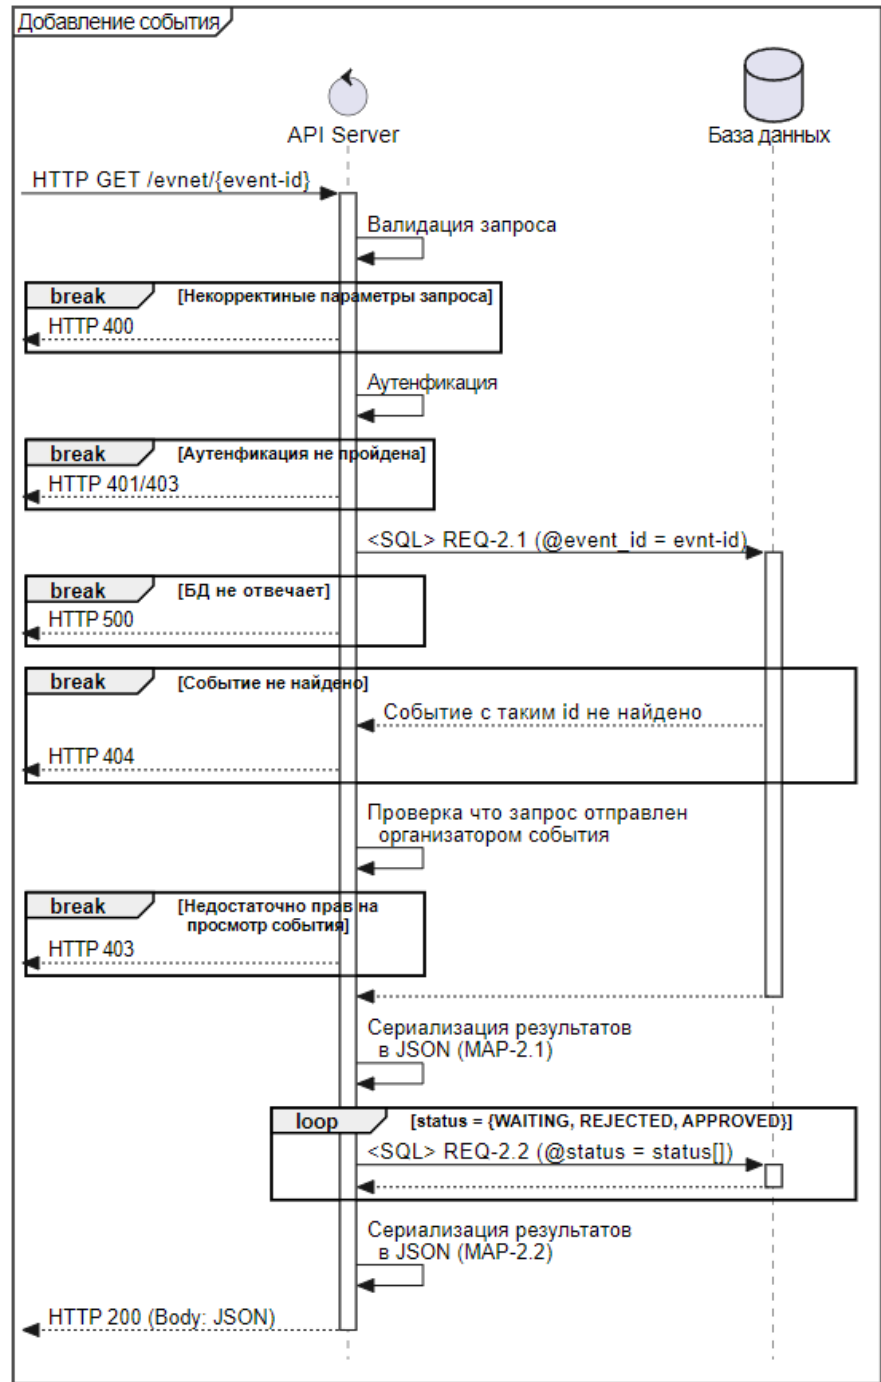 Добавление события
API Server
База данных
HTTP GET /evnet/{event-id}
Валидация запроса
break [Некорректиные параметры запроса]
HTTP 400
Аутенфикация
break [Аутенфикация не пройдена]
HTTP 401/403
<SQL> REQ-2.1 (@event_id = evnt-id)
break [БД не отвечает]
HTTP 500
break [Событие не найдено]
Событие с таким id не найдено
HTTP 404
Проверка что запрос отправлен
организатором события
break [Недостаточно прав на
просмотр события]
HTTP 403
Сериализация результатов
в JSON (MAP-2.1)
loop [status = {WAITING, REJECTED, APPROVED}]
<SQL> REQ-2.2 (@status = status[])
Сериализация результатов
в JSON (MAP-2.2)
HTTP 200 (Body: JSON)